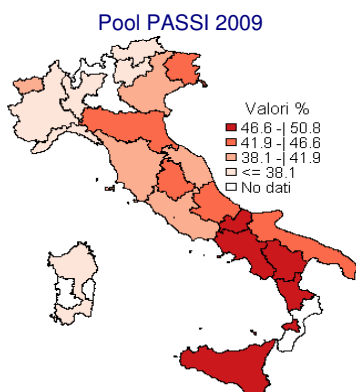 Pool PASSI 2009
Valori %
46.6 -| 50.8
41.9 -| 46.6
38.1 -| 41.9
<= 38.1
No dati